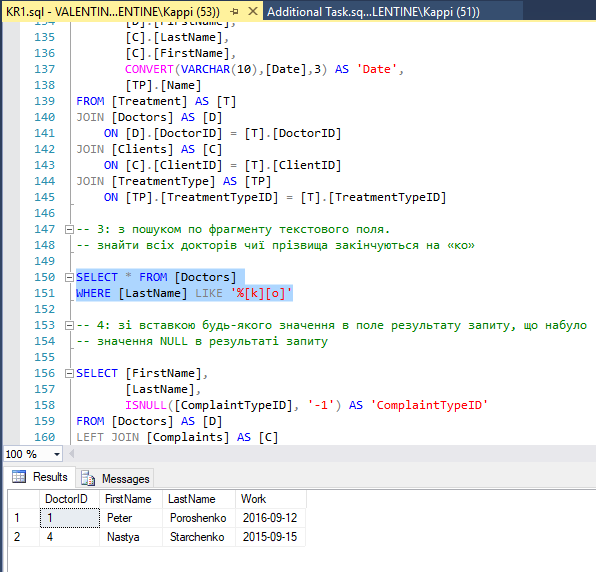 KR1.sql - VALENTIN...ENTINE\Kappi (53))
Additional Task.sq...LENTINE\Kappi (51))
134 [D].[FirstName],
135 [C].[LastName],
136 [C].[FirstName],
137 CONVERT(VARCHAR(10),[Date],3) AS 'Date',
138 [TP].[Name]
139 FROM [Treatment] AS [T]
140 JOIN [Doctors] AS [D]
141 ON [D].[DoctorID] = [T].[DoctorID]
142 JOIN [Clients] AS [C]
143 ON [C].[ClientID] = [T].[ClientID]
144 JOIN [TreatmentType] AS [TP]
145 ON [TP].[TreatmentTypeID] = [T].[TreatmentTypeID]
146
147 -- 3: з пошуком по фрагменту текстового поля.
148 -- знайти всіх докторів чиї прізвища закінчуються на «ко»
149
150 SELECT * FROM [Doctors]
151 WHERE [LastName] LIKE '%[k][o]'
152
153 -- 4: зі вставкою будь-якого значення в поле результату запиту, що набуло
154 -- значення NULL в результаті запиту
155
156 SELECT [FirstName],
157 [LastName],
158 ISNULL([ComplaintTypeID], '-1') AS 'ComplaintTypeID'
159 FROM [Doctors] AS [D]
160 LEFT JOIN [Complaints] AS [C]
100 %
Results Messages
DoctorID FirstName LastName Work
1 1 Peter Poroshenko 2016-09-12
2 4 Nastya Starchenko 2015-09-15